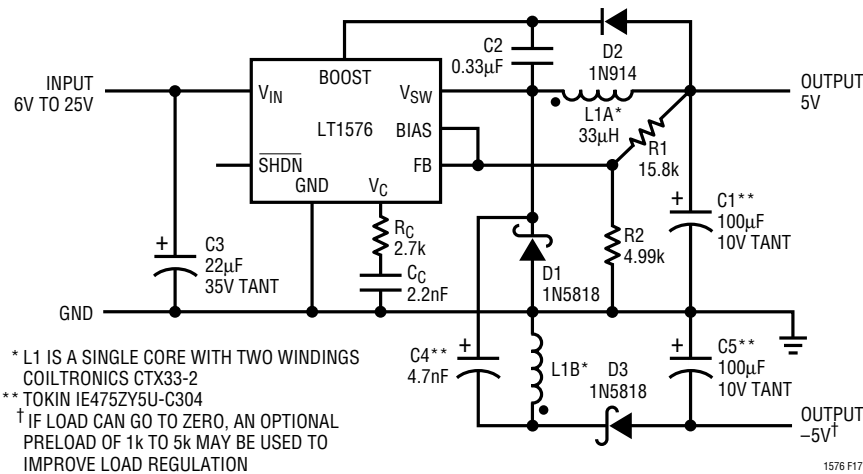 INPUT
6V TO 25V
BOOST
V_IN
LT1576
V_SW
BIAS
FB
SHDN
GND
V_C
C2
0.33µF
D2
1N914
L1A*
33µH
OUTPUT
5V
R1
15.8k
R2
4.99k
C1**
100µF
10V TANT
+
C3
22µF
35V TANT
+
R_C
2.7k
C_C
2.2nF
D1
1N5818
GND
C4**
4.7nF
+
L1B*
D3
1N5818
C5**
100µF
10V TANT
+
OUTPUT
–5V†
* L1 IS A SINGLE CORE WITH TWO WINDINGS
COILTRONICS CTX33-2
** TOKIN IE475ZY5U-C304
† IF LOAD CAN GO TO ZERO, AN OPTIONAL
PRELOAD OF 1k TO 5k MAY BE USED TO
IMPROVE LOAD REGULATION
1576 F17